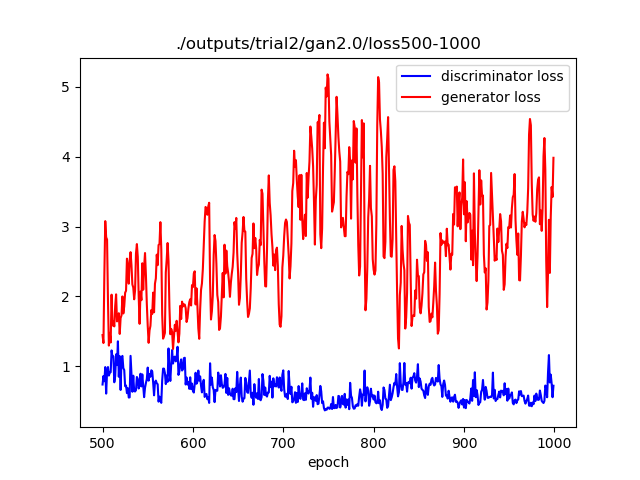 ./outputs/trial2/gan2.0/loss500-1000
discriminator loss
generator loss
5
4
3
2
1
500 600 700 800 900 1000
epoch